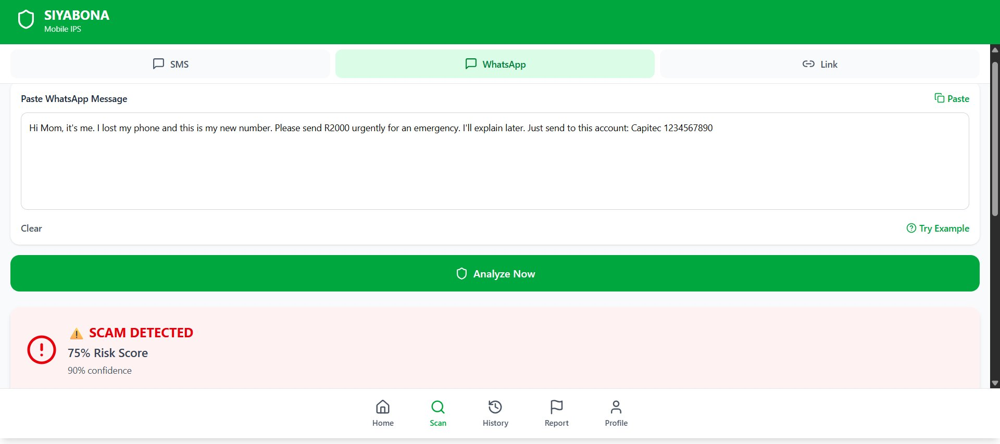 SIYABONA
Mobile IPS
SMS
WhatsApp
Link
Paste WhatsApp Message
Paste
Hi Mom, it's me. I lost my phone and this is my new number. Please send R2000 urgently for an emergency. I'll explain later. Just send to this account: Capitec 1234567890
Clear
Try Example
Analyze Now
⚠️ SCAM DETECTED
75% Risk Score
90% confidence
Home
Scan
History
Report
Profile